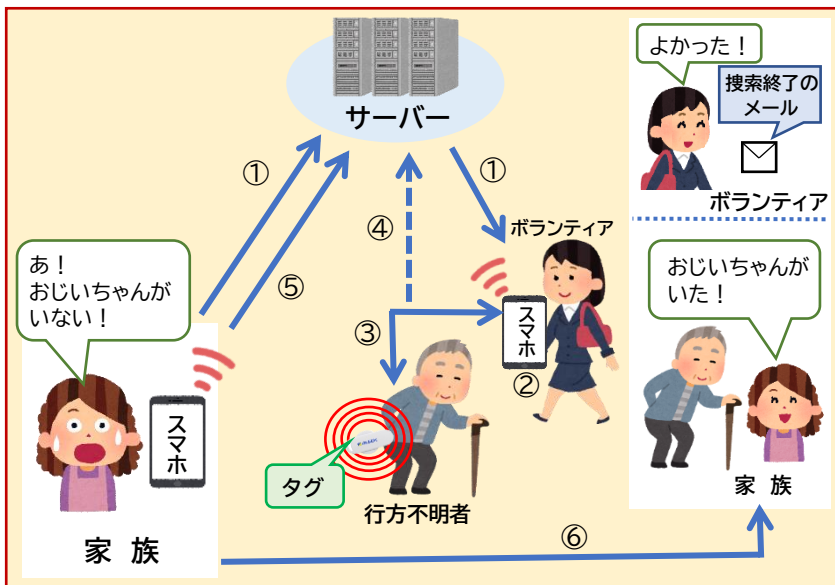 サーバー
よかった！
捜索終了の
メール
ボランティア
①
①
④
⑤
ボランティア
あ！
おじいちゃんが
いない！
おじいちゃんが
いた！
③
スマホ
②
スマホ
タグ
行方不明者
家族
家族
⑥